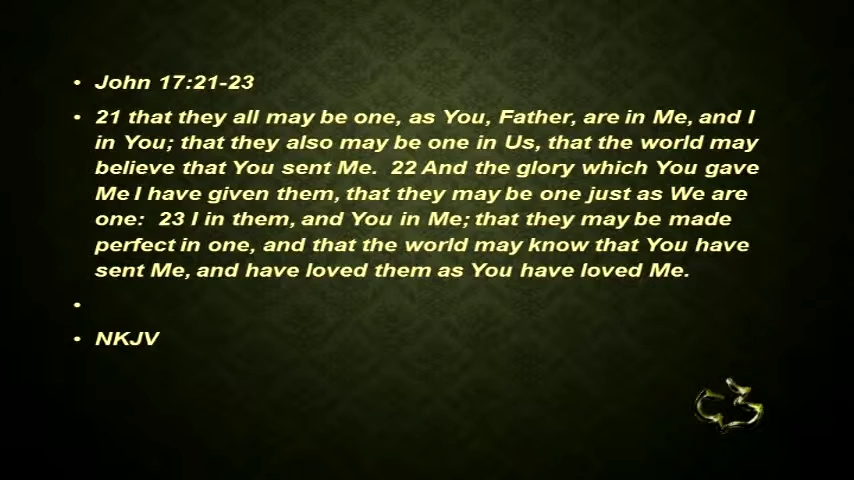 • John 17:21-23
• 21 that they all may be one, as You, Father, are in Me, and I
in You; that they also may be one in Us, that the world may
believe that You sent Me.  22 And the glory which You gave
Me I have given them, that they may be one just as We are
one:  23 I in them, and You in Me; that they may be made
perfect in one, and that the world may know that You have
sent Me, and have loved them as You have loved Me.
•
• NKJV
C3